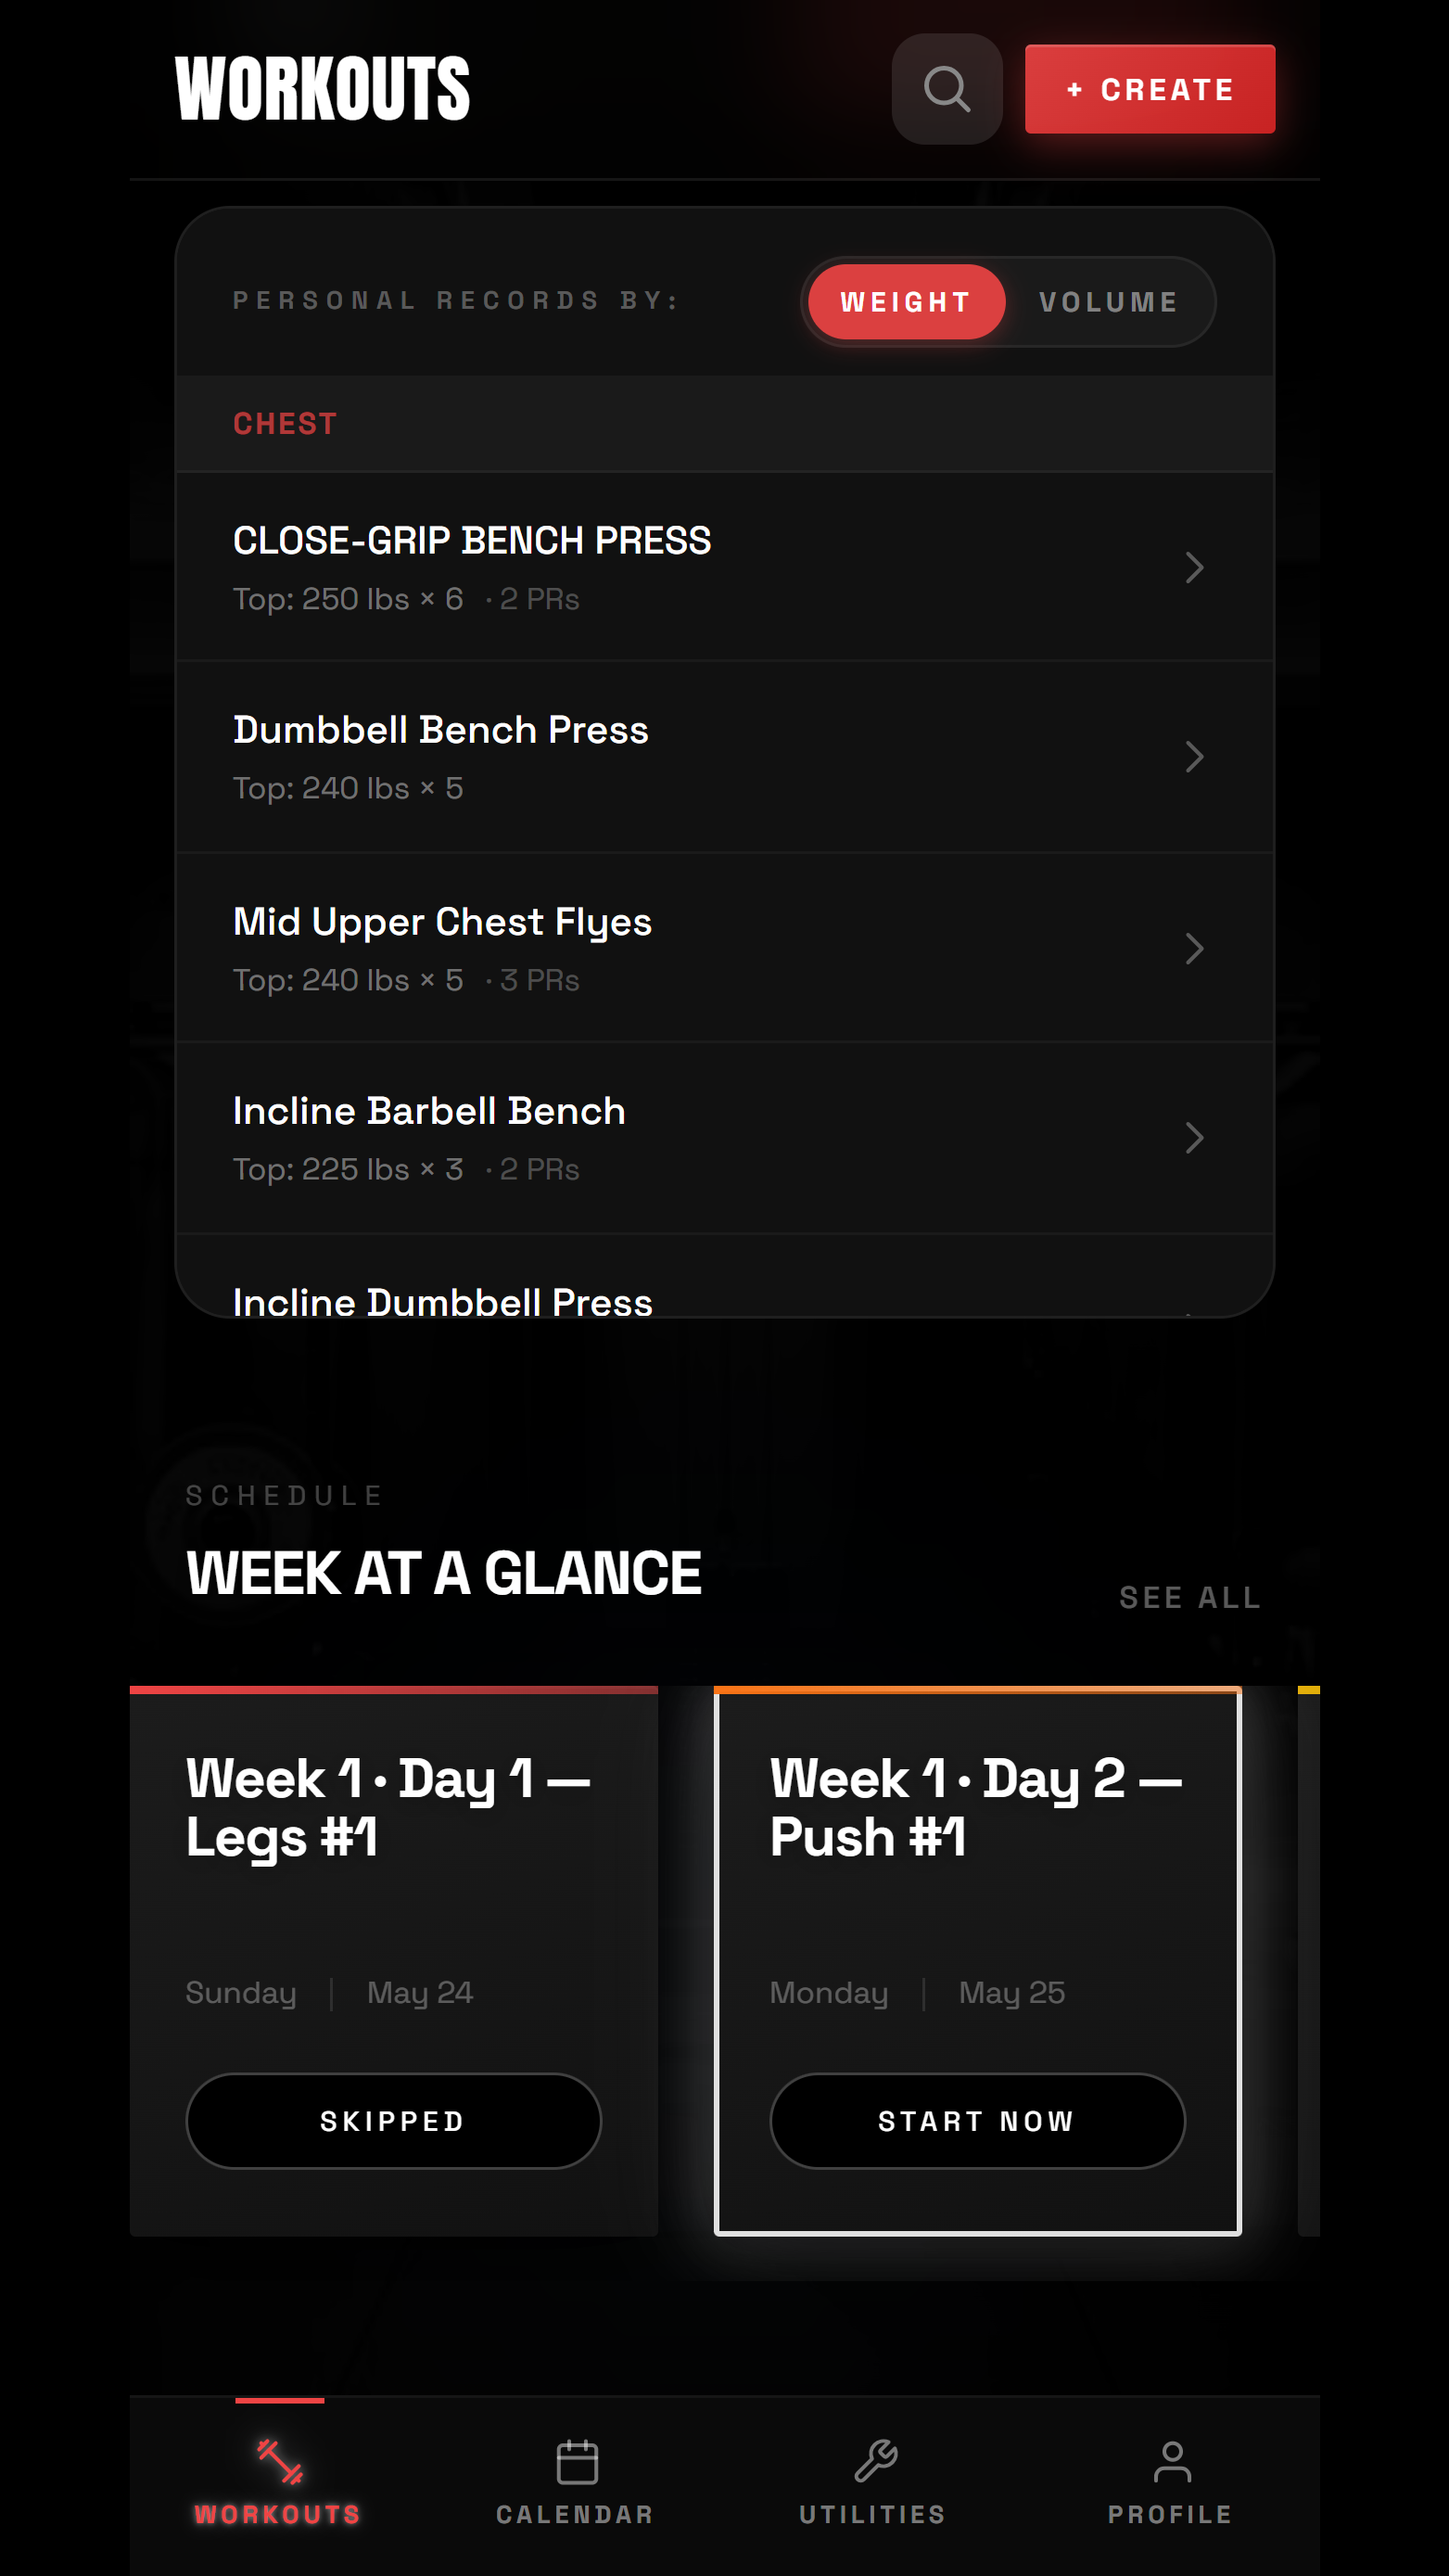 WORKOUTS
+ CREATE
PERSONAL RECORDS BY:
WEIGHT
VOLUME
CHEST
CLOSE-GRIP BENCH PRESS
Top: 250 lbs × 6 · 2 PRs
Dumbbell Bench Press
Top: 240 lbs × 5
Mid Upper Chest Flyes
Top: 240 lbs × 5 · 3 PRs
Incline Barbell Bench
Top: 225 lbs × 3 · 2 PRs
Incline Dumbbell Press
SCHEDULE
WEEK AT A GLANCE
SEE ALL
Week 1 · Day 1 —
Legs #1
Sunday | May 24
SKIPPED
Week 1 · Day 2 —
Push #1
Monday | May 25
START NOW
WORKOUTS
CALENDAR
UTILITIES
PROFILE